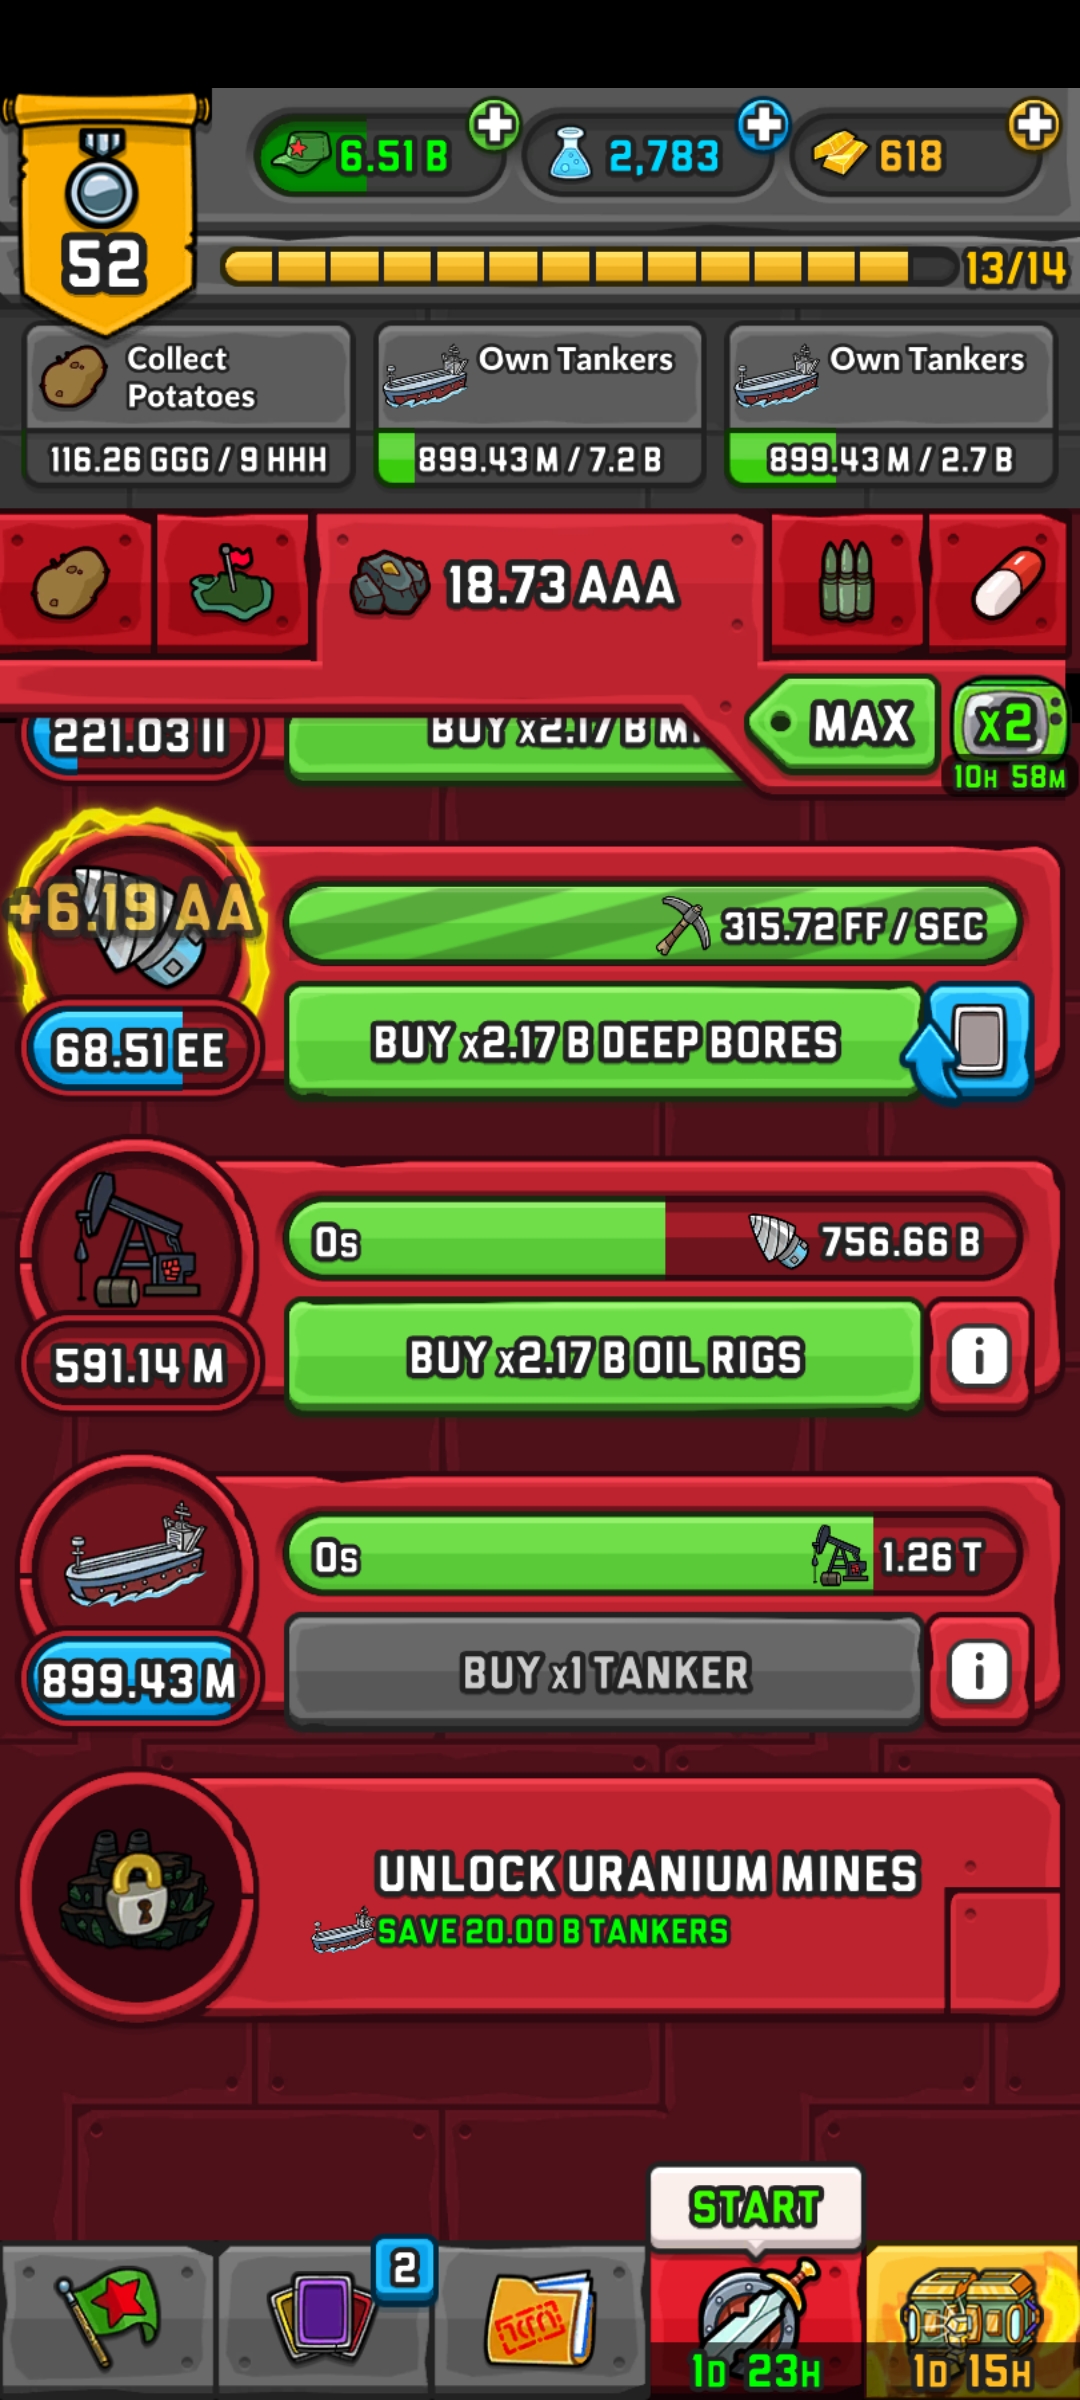 6.51 B
2,783
618
52
13/14
Collect
Potatoes
116.26 GGG / 9 HHH
Own Tankers
899.43 M / 7.2 B
Own Tankers
899.43 M / 2.7 B
18.73 AAA
MAX
x2
10H 58M
221.03 II
BUY x2.17 B
+6.19 AA
315.72 FF / SEC
68.51 EE
BUY x2.17 B DEEP BORES
0s
756.66 B
591.14 M
BUY x2.17 B OIL RIGS
i
0s
1.26 T
899.43 M
BUY x1 TANKER
i
UNLOCK URANIUM MINES
SAVE 20.00 B TANKERS
START
2
1D 23H
1D 15H